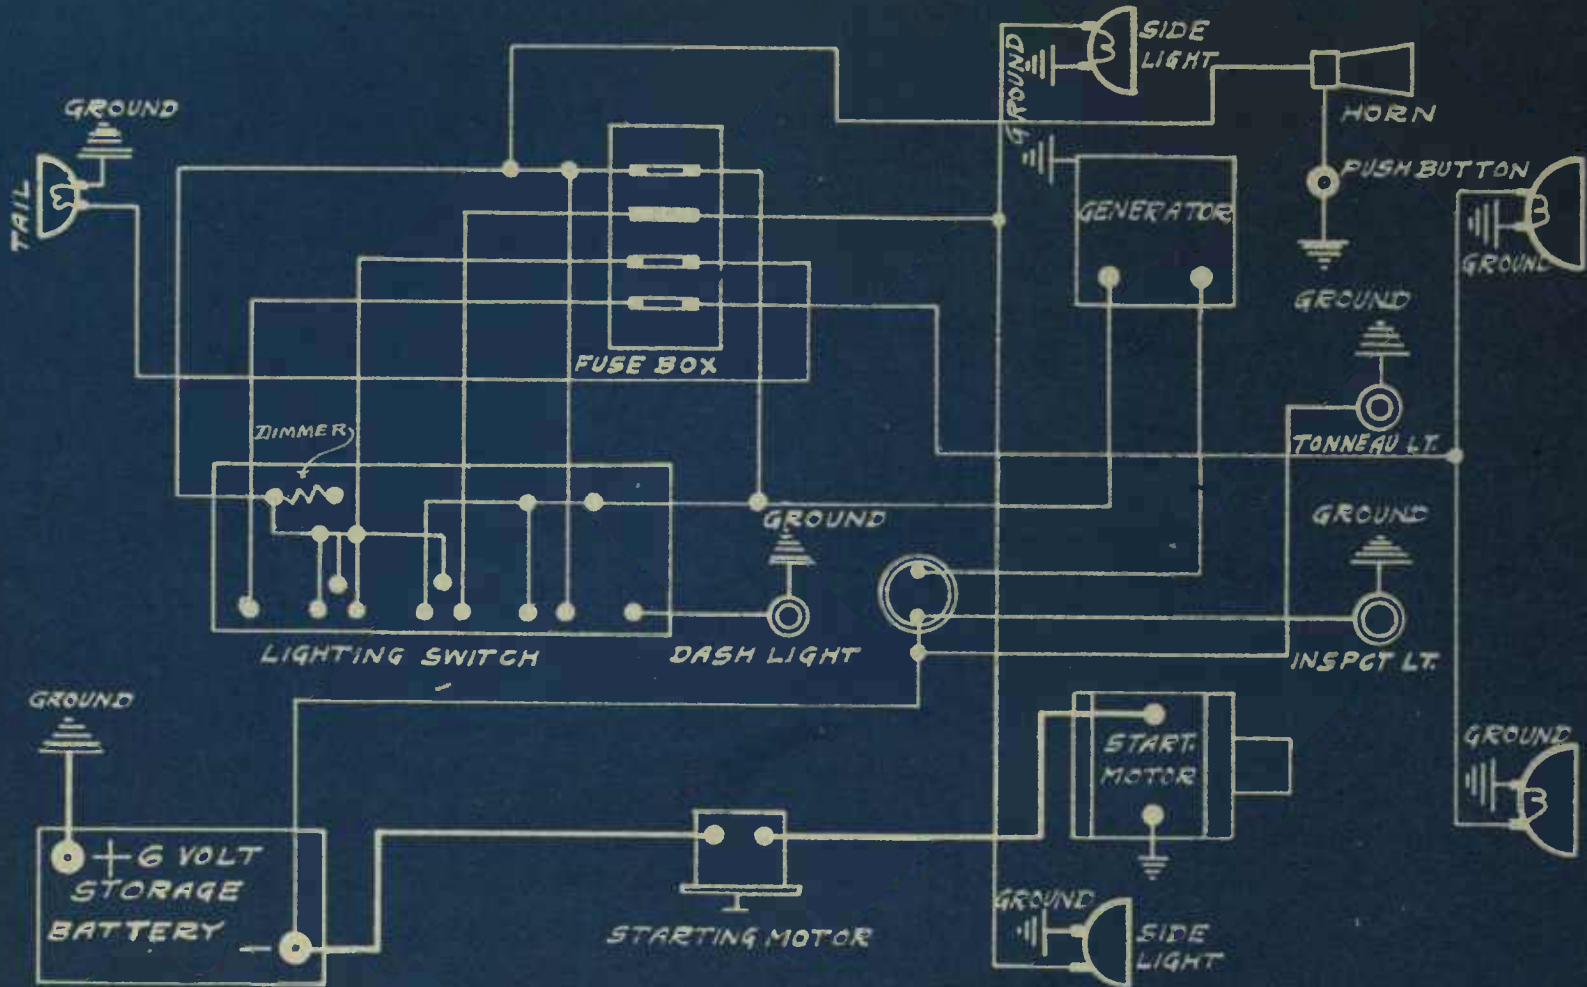 SIDE
LIGHT
GROUND
HORN
GROUND
TAIL
PUSH BUTTON
GENERATOR
GROUND
GROUND
FUSE BOX
TONNEAU LT.
DIMMER
GROUND
GROUND
LIGHTING SWITCH
DASH LIGHT
INSPCT LT.
GROUND
START.
MOTOR
GROUND
+ 6 VOLT
STORAGE
BATTERY -
STARTING MOTOR
GROUND
SIDE
LIGHT